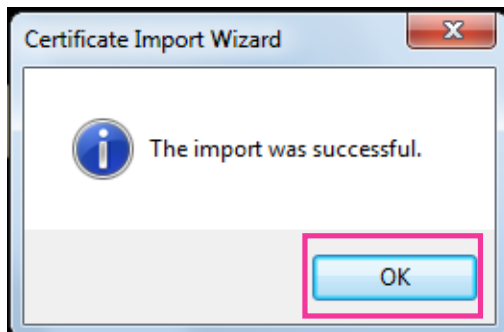 Certificate Import Wizard
The import was successful.
OK